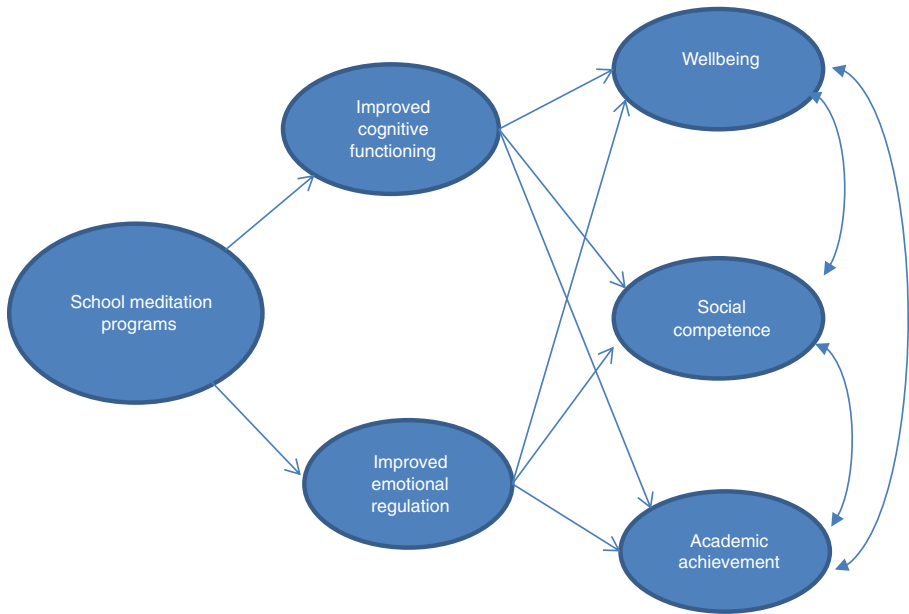 Wellbeing
Improved
cognitive
functioning
School meditation
programs
Social
competence
Improved
emotional
regulation
Academic
achievement